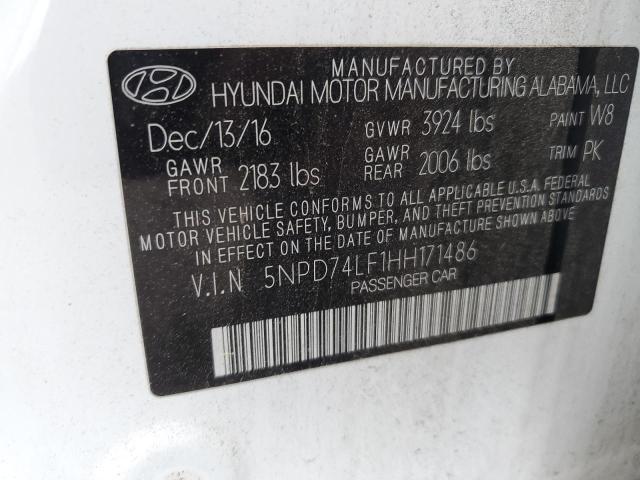 MANUFACTURED BY
HYUNDAI MOTOR MANUFACTURING ALABAMA, LLC
Dec/13/16 GVWR 3924 lbs PAINT W8
GAWR FRONT 2183 lbs GAWR REAR 2006 lbs TRIM PK
THIS VEHICLE CONFORMS TO ALL APPLICABLE U.S.A. FEDERAL
MOTOR VEHICLE SAFETY, BUMPER, AND THEFT PREVENTION STANDARDS
IN EFFECT ON THE DATE OF MANUFACTURE SHOWN ABOVE
V.I.N 5NPD74LF1HH171486
PASSENGER CAR